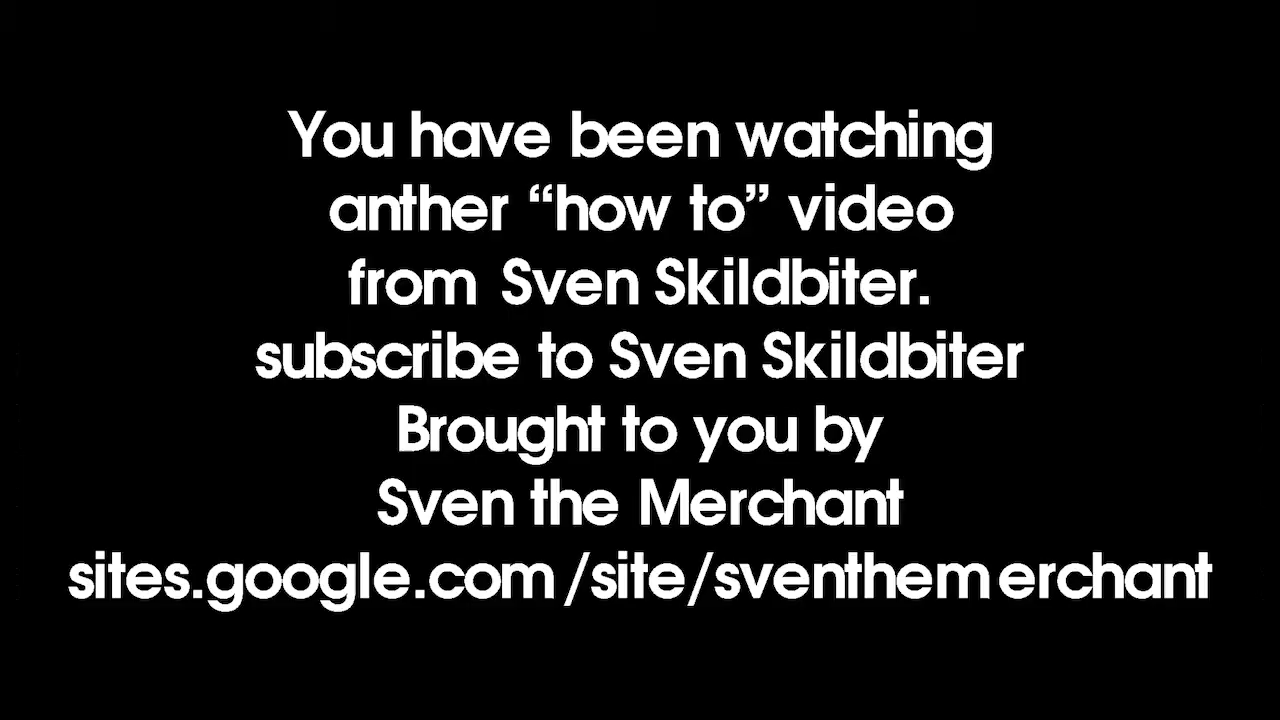 You have been watching
anther “how to” video
from Sven Skildbiter.
subscribe to Sven Skildbiter
Brought to you by
Sven the Merchant
sites.google.com/site/sventhemerchant